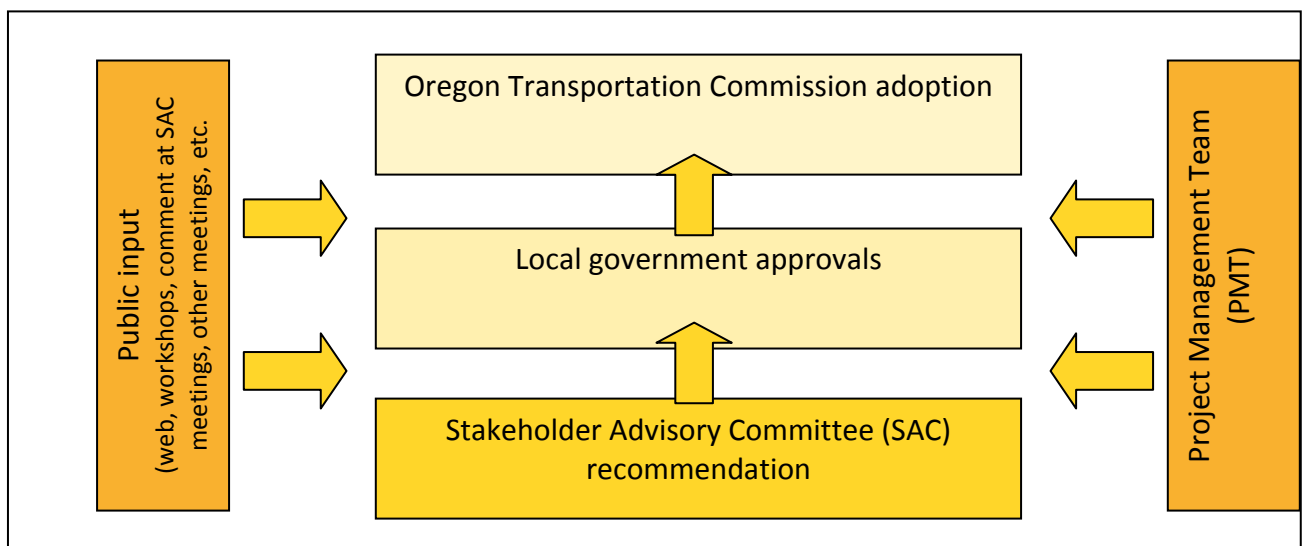 Public input
(web, workshops, comment at SAC
meetings, other meetings, etc.
Oregon Transportation Commission adoption
Local government approvals
Stakeholder Advisory Committee (SAC)
recommendation
Project Management Team
(PMT)